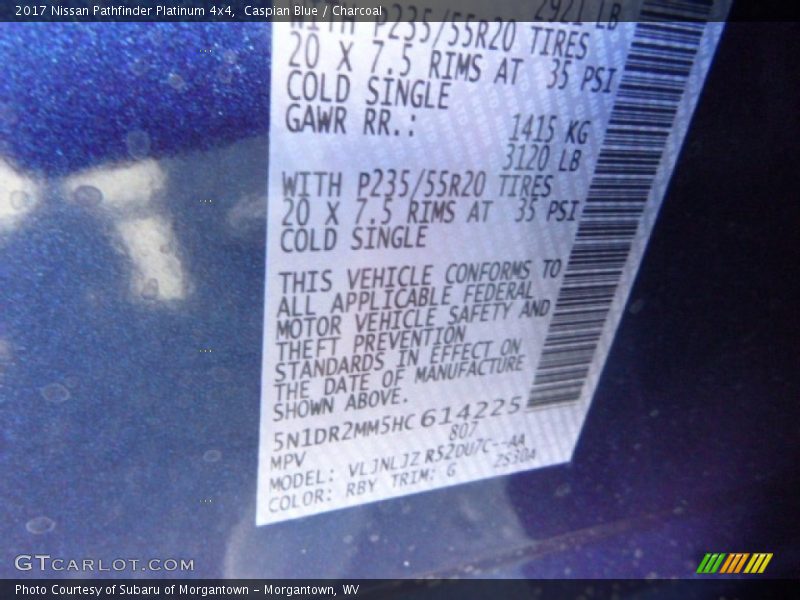 2017 Nissan Pathfinder Platinum 4x4, Caspian Blue / Charcoal
2921 LB
WITH P235/55R20 TIRES
20 X 7.5 RIMS AT 35 PSI
COLD SINGLE
GAWR RR.: 1415 KG
3120 LB
WITH P235/55R20 TIRES
20 X 7.5 RIMS AT 35 PSI
COLD SINGLE
THIS VEHICLE CONFORMS TO
ALL APPLICABLE FEDERAL
MOTOR VEHICLE SAFETY AND
THEFT PREVENTION
STANDARDS IN EFFECT ON
THE DATE OF MANUFACTURE
SHOWN ABOVE.
5N1DR2MM5HC614225
MPV 807
MODEL: VLJNLJZ R52DU7C--AA
COLOR: RBY TRIM: G 2S30A
GTCARLOT.COM
Photo Courtesy of Subaru of Morgantown - Morgantown, WV